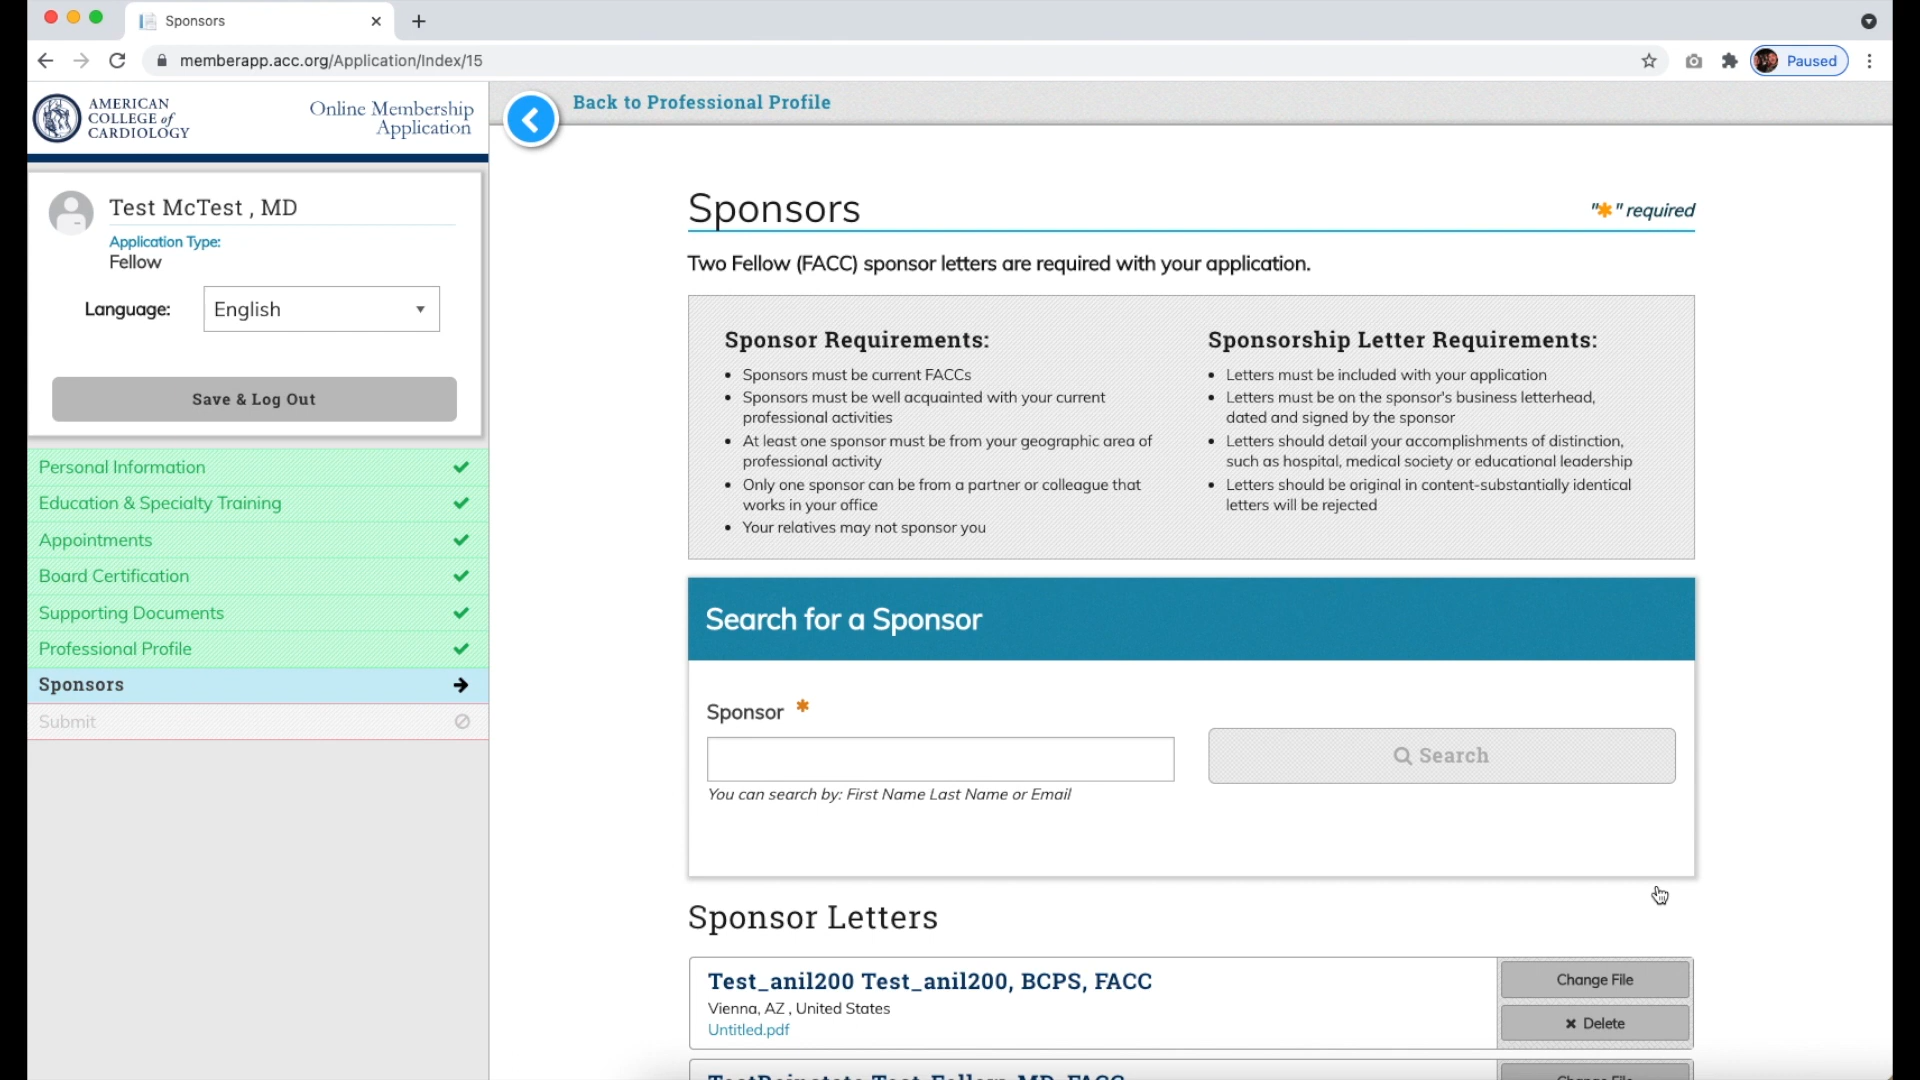 Sponsors
memberapp.acc.org/Application/Index/15
Paused
AMERICAN
COLLEGE of
CARDIOLOGY
Online Membership
Application
Back to Professional Profile
Test McTest , MD
Application Type:
Fellow
Language:
English
Save & Log Out
Personal Information
Education & Specialty Training
Appointments
Board Certification
Supporting Documents
Professional Profile
Sponsors
Submit
Sponsors
"*" required
Two Fellow (FACC) sponsor letters are required with your application.
Sponsor Requirements:
• Sponsors must be current FACCs
• Sponsors must be well acquainted with your current
professional activities
• At least one sponsor must be from your geographic area of
professional activity
• Only one sponsor can be from a partner or colleague that
works in your office
• Your relatives may not sponsor you
Sponsorship Letter Requirements:
• Letters must be included with your application
• Letters must be on the sponsor's business letterhead,
dated and signed by the sponsor
• Letters should detail your accomplishments of distinction,
such as hospital, medical society or educational leadership
• Letters should be original in content-substantially identical
letters will be rejected
Search for a Sponsor
Sponsor *
Search
You can search by: First Name Last Name or Email
Sponsor Letters
Test_anil200 Test_anil200, BCPS, FACC
Vienna, AZ , United States
Untitled.pdf
Change File
Delete